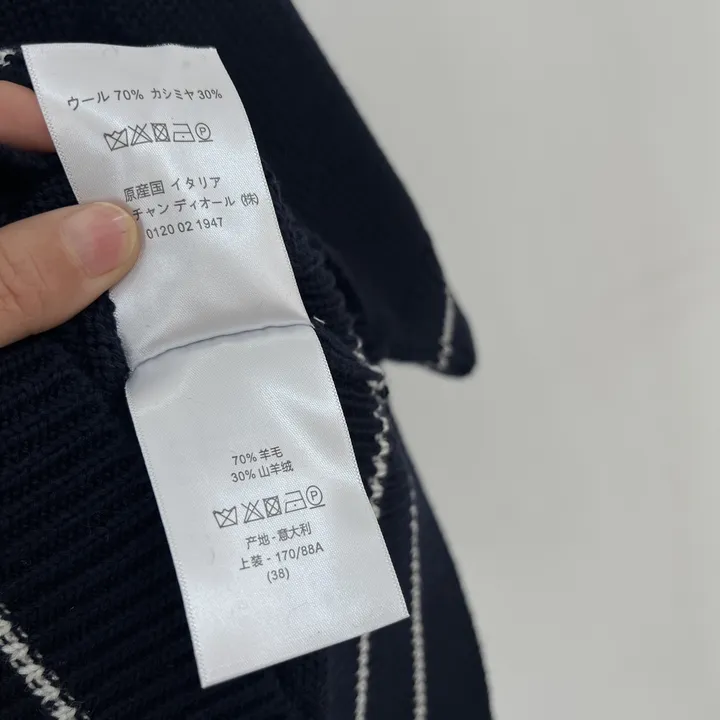 ウール 70% カシミヤ 30%
P
原産国 イタリア
チャン ディオール (株)
0120 02 1947
70% 羊毛
30% 山羊绒
P
产地 - 意大利
上装 - 170/88A
(38)